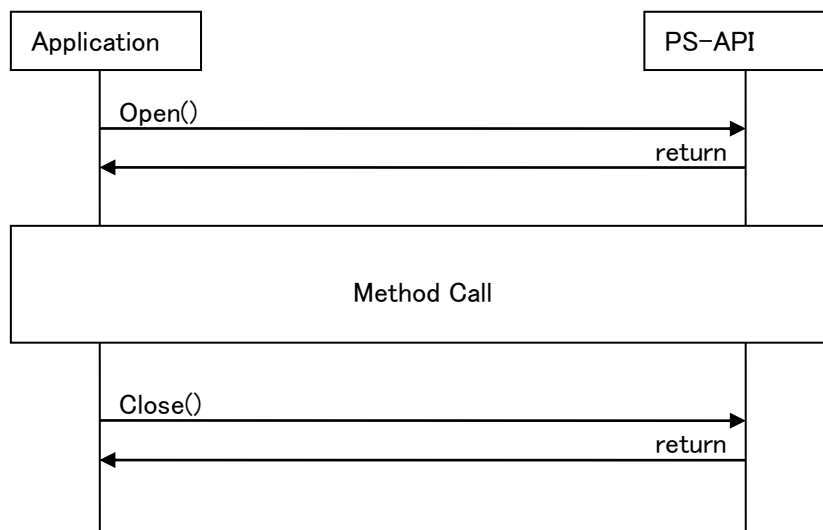 Application
PS-API
Open()
return
Method Call
Close()
return